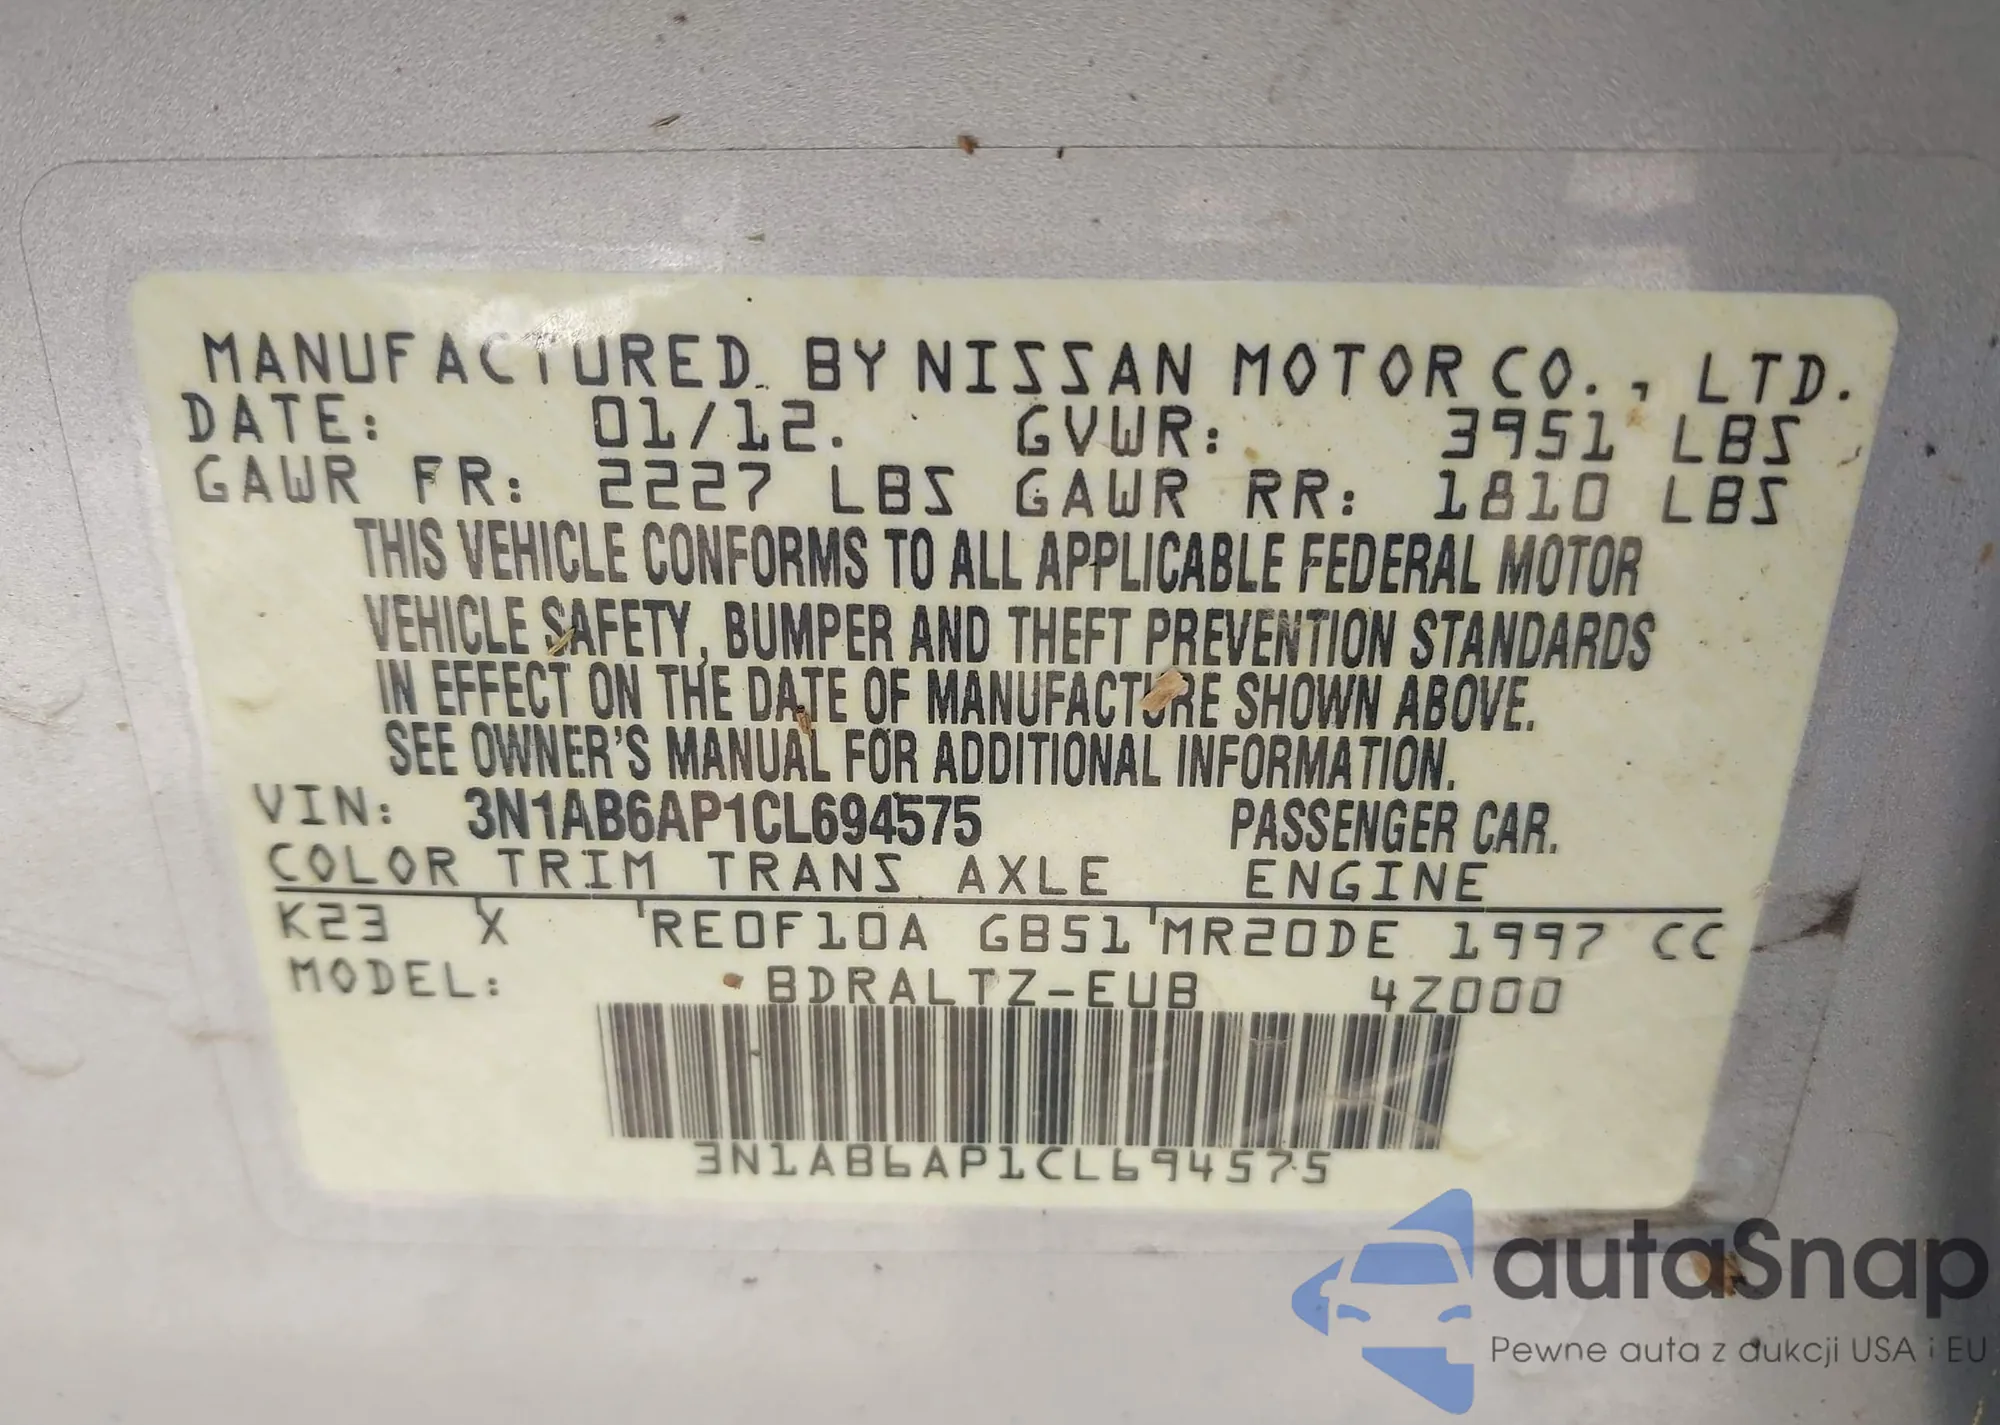 MANUFACTURED BY NISSAN MOTOR CO., LTD.
DATE: 01/12. GVWR: 3951 LBS
GAWR FR: 2227 LBS GAWR RR: 1810 LBS
THIS VEHICLE CONFORMS TO ALL APPLICABLE FEDERAL MOTOR
VEHICLE SAFETY, BUMPER AND THEFT PREVENTION STANDARDS
IN EFFECT ON THE DATE OF MANUFACTURE SHOWN ABOVE.
SEE OWNER'S MANUAL FOR ADDITIONAL INFORMATION.
VIN: 3N1AB6AP1CL694575 PASSENGER CAR.
COLOR TRIM TRANS AXLE ENGINE
K23 X RE0F10A GB51 MR20DE 1997 CC
MODEL: BDRALTZ-EUB 4Z000
3N1AB6AP1CL694575
autaSnap
Pewne auta z dukcji USA i EU